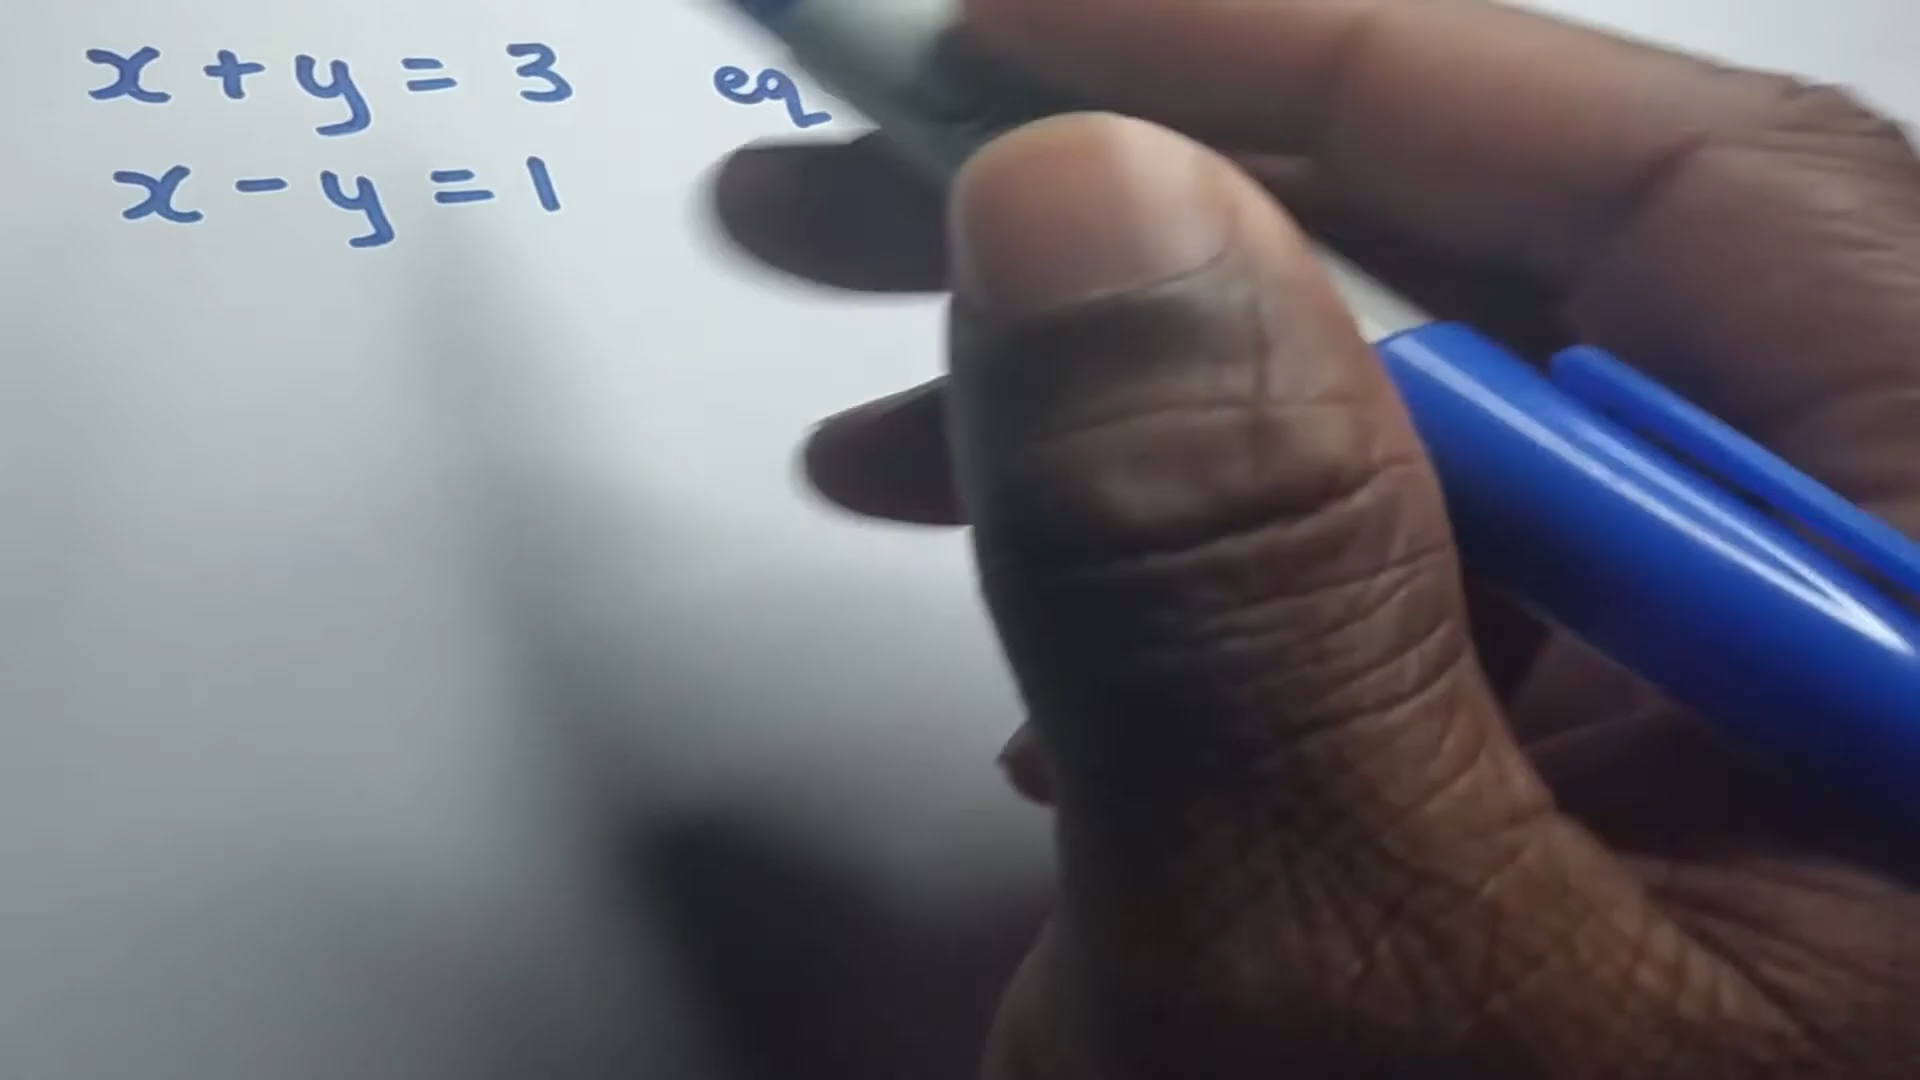 x + y = 3 eq
x - y = 1